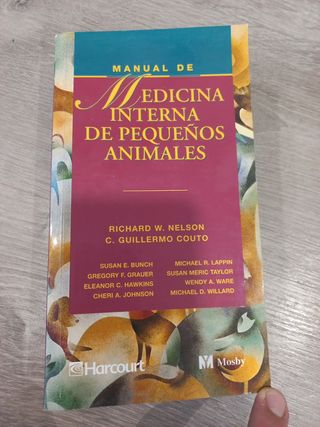 MANUAL DE
MEDICINA
INTERNA
DE PEQUEÑOS
ANIMALES
RICHARD W. NELSON
C. GUILLERMO COUTO
SUSAN E. BUNCH
GREGORY F. GRAUER
ELEANOR C. HAWKINS
CHERI A. JOHNSON
MICHAEL R. LAPPIN
SUSAN MERIC TAYLOR
WENDY A. WARE
MICHAEL D. WILLARD
Harcourt
M Mosby